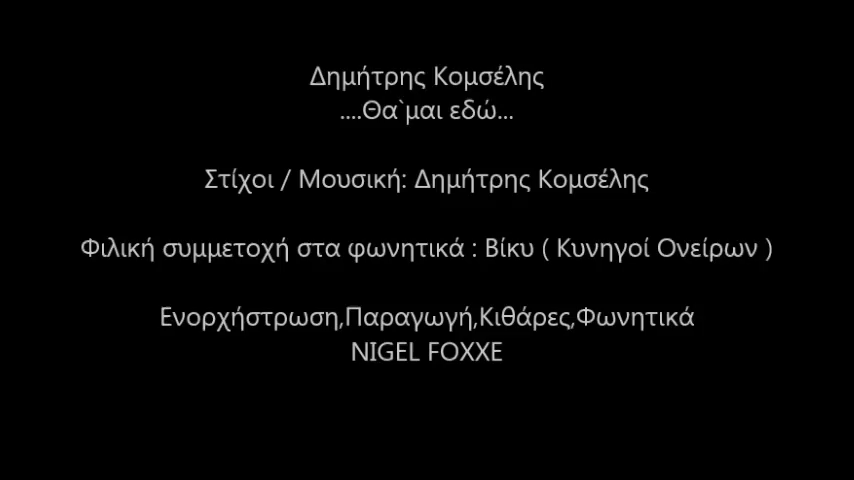 Δημήτρης Κομσέλης
....Θα`μαι εδώ...
Στίχοι / Μουσική: Δημήτρης Κομσέλης
Φιλική συμμετοχή στα φωνητικά : Βίκυ ( Κυνηγοί Ονείρων )
Ενορχήστρωση,Παραγωγή,Κιθάρες,Φωνητικά
NIGEL FOXXE